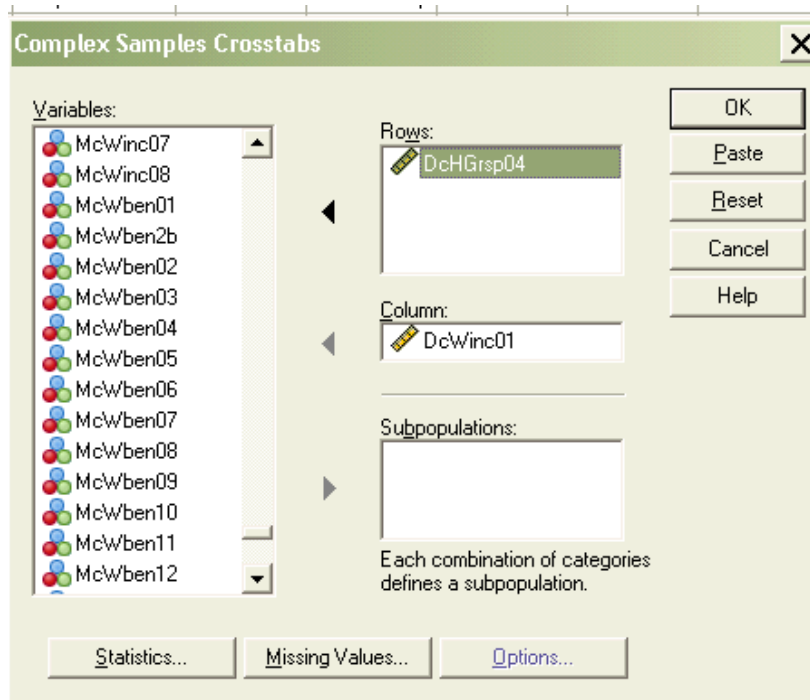 Complex Samples Crosstabs
Variables:
McWinc07
McWinc08
McWben01
McWben2b
McWben02
McWben03
McWben04
McWben05
McWben06
McWben07
McWben08
McWben09
McWben10
McWben11
McWben12
Rows:
DcHGrsp04
Column:
DcWinc01
Subpopulations:
Each combination of categories
defines a subpopulation.
OK
Paste
Reset
Cancel
Help
Statistics...
Missing Values...
Options...